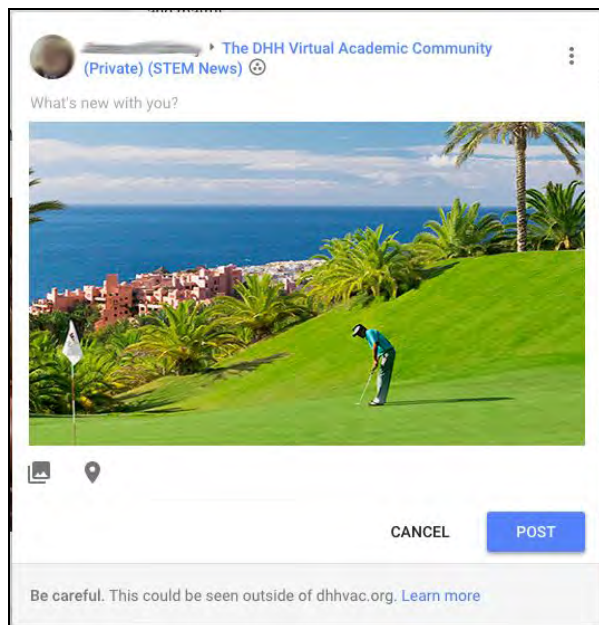 The DHH Virtual Academic Community
(Private) (STEM News)
What's new with you?
CANCEL POST
Be careful. This could be seen outside of dhhvac.org. Learn more